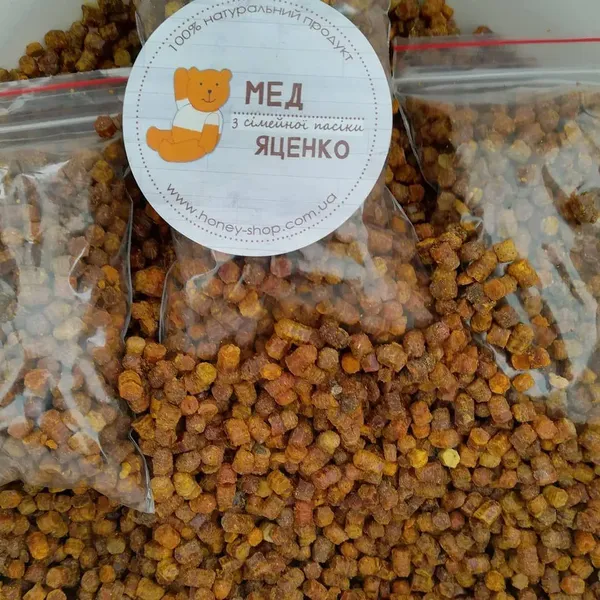 100% натуральний продукт
МЕД
з сімейної пасіки
ЯЦЕНКО
www.honey-shop.com.ua